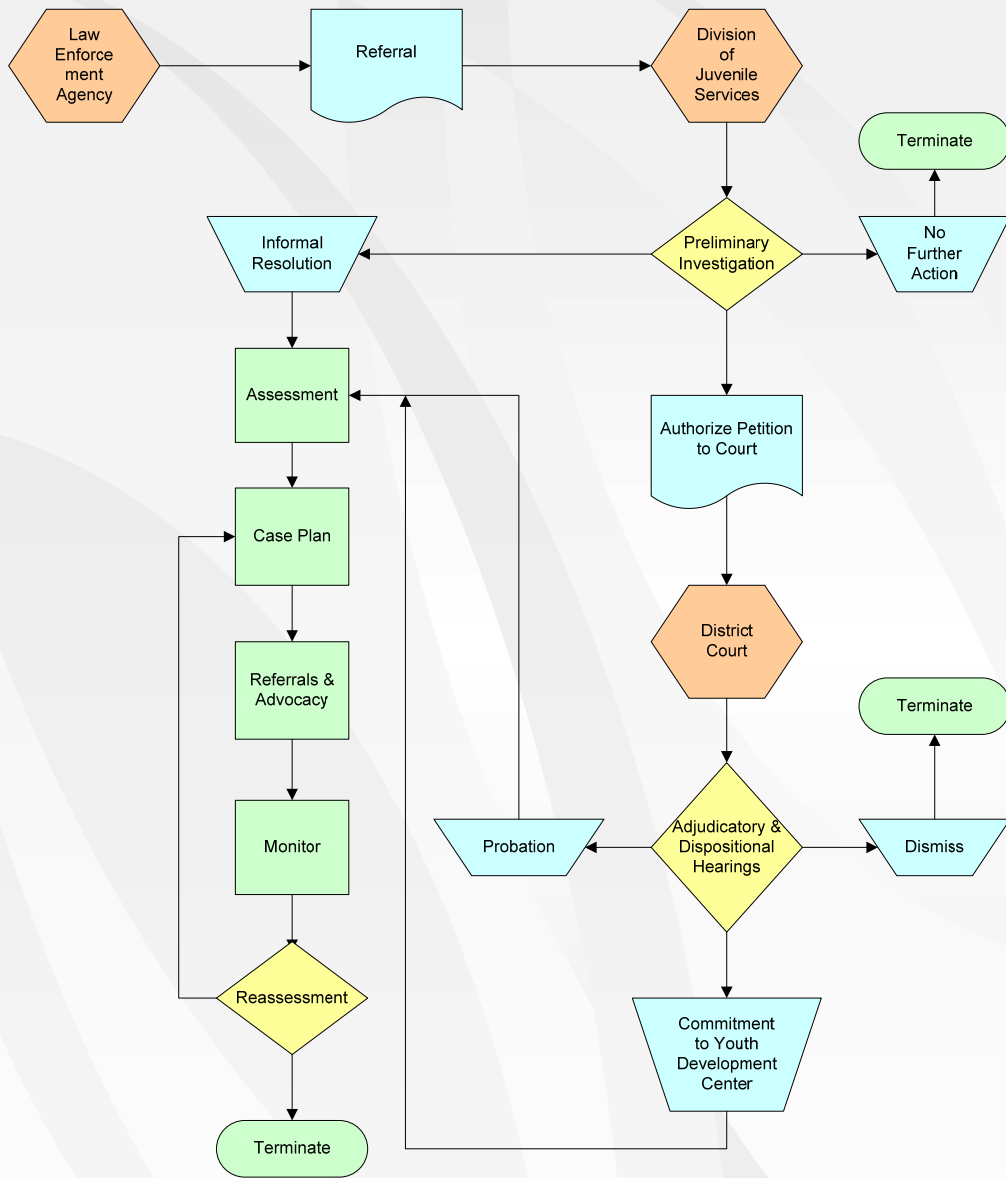 Law
Enforce
ment
Agency
Referral
Division
of
Juvenile
Services
Terminate
Informal
Resolution
Preliminary
Investigation
No
Further
Action
Assessment
Authorize Petition
to Court
Case Plan
District
Court
Referrals &
Advocacy
Terminate
Monitor
Probation
Adjudicatory &
Dispositional
Hearings
Dismiss
Reassessment
Commitment
to Youth
Development
Center
Terminate